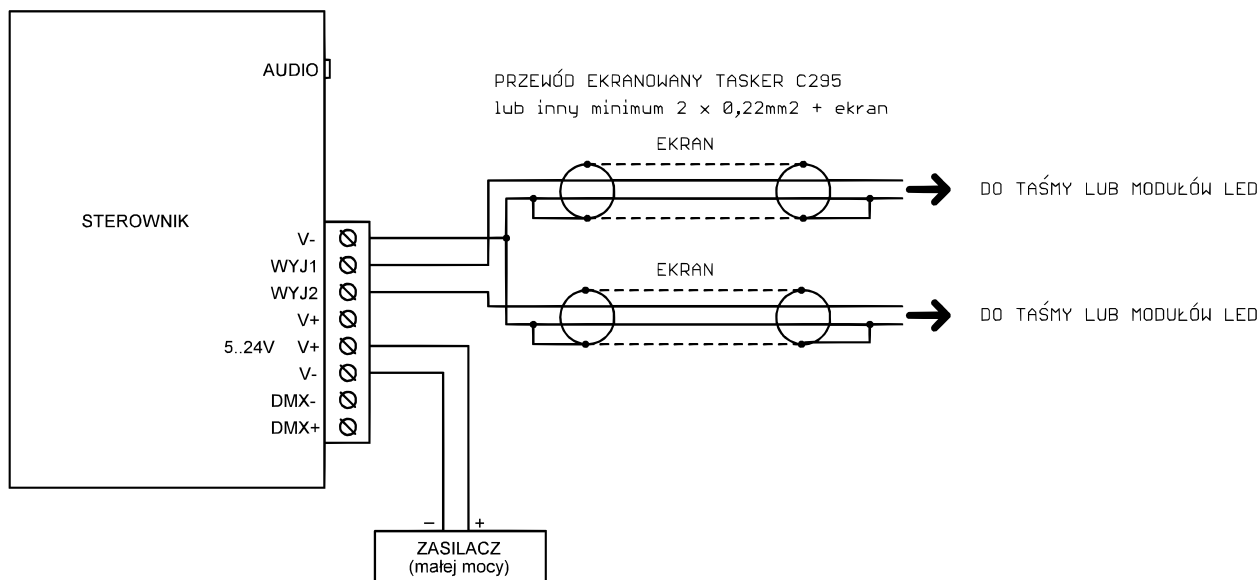 AUDIO
PRZEWÓD EKRANOWANY TASKER C295
lub inny minimum 2 x 0,22mm2 + ekran
EKRAN
DO TAŚMY LUB MODUŁÓW LED
STEROWNIK
V-
WYJ1
WYJ2
V+
5..24V V+
V-
DMX-
DMX+
EKRAN
DO TAŚMY LUB MODUŁÓW LED
– +
ZASILACZ
(małej mocy)